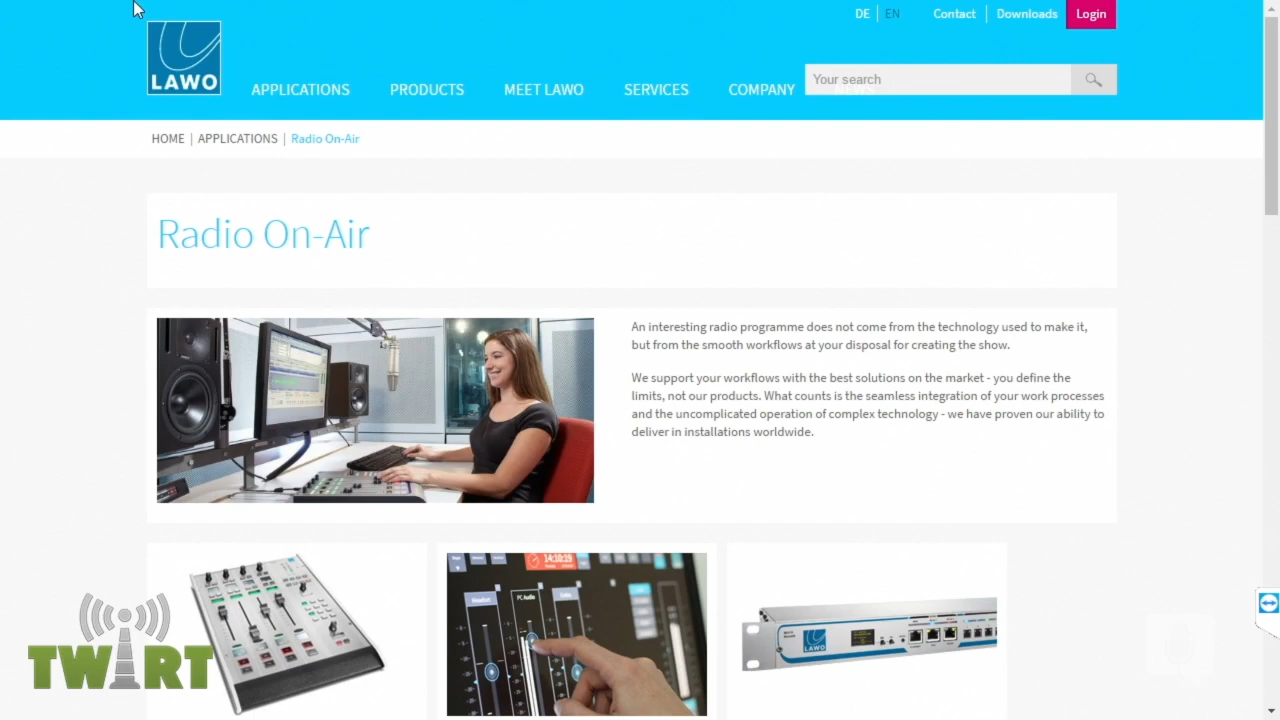 DE | EN
Contact | Downloads
Login
LAWO
APPLICATIONS
PRODUCTS
MEET LAWO
SERVICES
COMPANY
NEWS
Your search
HOME | APPLICATIONS | Radio On-Air
Radio On-Air
An interesting radio programme does not come from the technology used to make it,
but from the smooth workflows at your disposal for creating the show.
We support your workflows with the best solutions on the market - you define the
limits, not our products. What counts is the seamless integration of your work processes
and the uncomplicated operation of complex technology - we have proven our ability to
deliver in installations worldwide.
14:10:15
PC Audio
LAWO
TWiRT